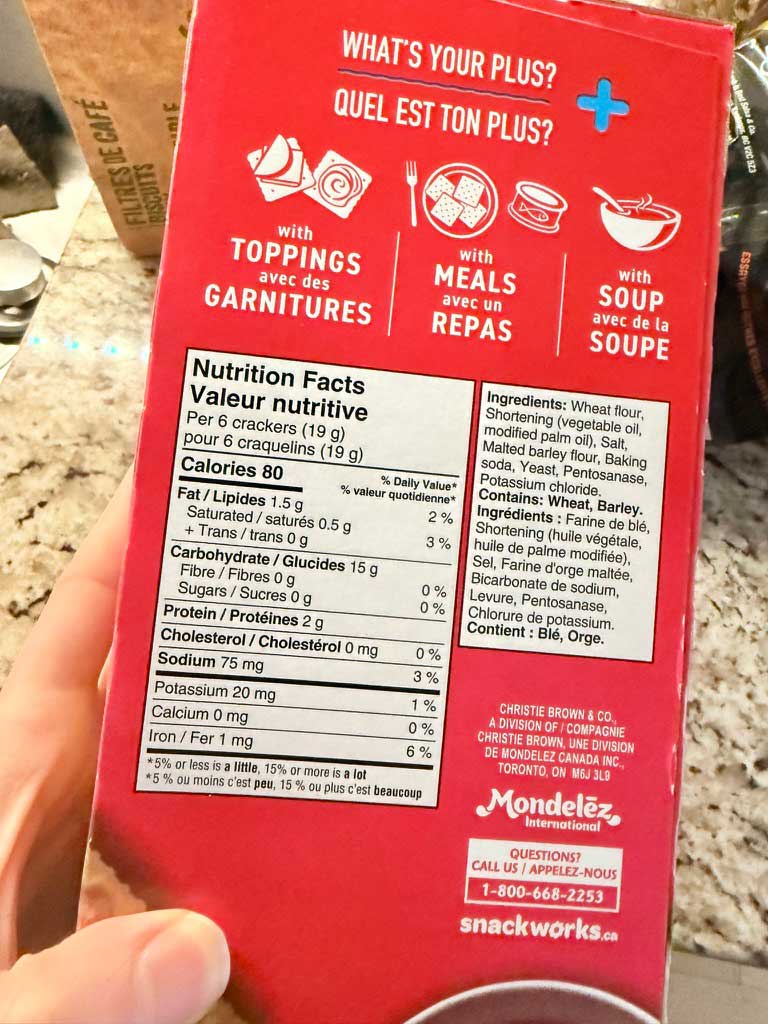 FILTRES DE CAFÉ
WHAT'S YOUR PLUS?
QUEL EST TON PLUS?
with
TOPPINGS
avec des
GARNITURES
with
MEALS
avec un
REPAS
with
SOUP
avec de la
SOUPE
Nutrition Facts
Valeur nutritive
Per 6 crackers (19 g)
pour 6 craquelins (19 g)
Calories 80
% Daily Value*
% valeur quotidienne*
Fat / Lipides 1.5 g 2 %
Saturated / saturés 0.5 g
+ Trans / trans 0 g 3 %
Carbohydrate / Glucides 15 g
Fibre / Fibres 0 g 0 %
Sugars / Sucres 0 g 0 %
Protein / Protéines 2 g
Cholesterol / Cholestérol 0 mg 0 %
Sodium 75 mg 3 %
Potassium 20 mg 1 %
Calcium 0 mg 0 %
Iron / Fer 1 mg 6 %
*5% or less is a little, 15% or more is a lot
*5 % ou moins c'est peu, 15 % ou plus c'est beaucoup
Ingredients: Wheat flour,
Shortening (vegetable oil,
modified palm oil), Salt,
Malted barley flour, Baking
soda, Yeast, Pentosanase,
Potassium chloride.
Contains: Wheat, Barley.
Ingrédients : Farine de blé,
Shortening (huile végétale,
huile de palme modifiée),
Sel, Farine d'orge maltée,
Bicarbonate de sodium,
Levure, Pentosanase,
Chlorure de potassium.
Contient : Blé, Orge.
CHRISTIE BROWN & CO.,
A DIVISION OF / COMPAGNIE
CHRISTIE BROWN, UNE DIVISION
DE MONDELEZ CANADA INC.,
TORONTO, ON M6J 3L9
Mondelēz
International
QUESTIONS?
CALL US / APPELEZ-NOUS
1-800-668-2253
snackworks.ca